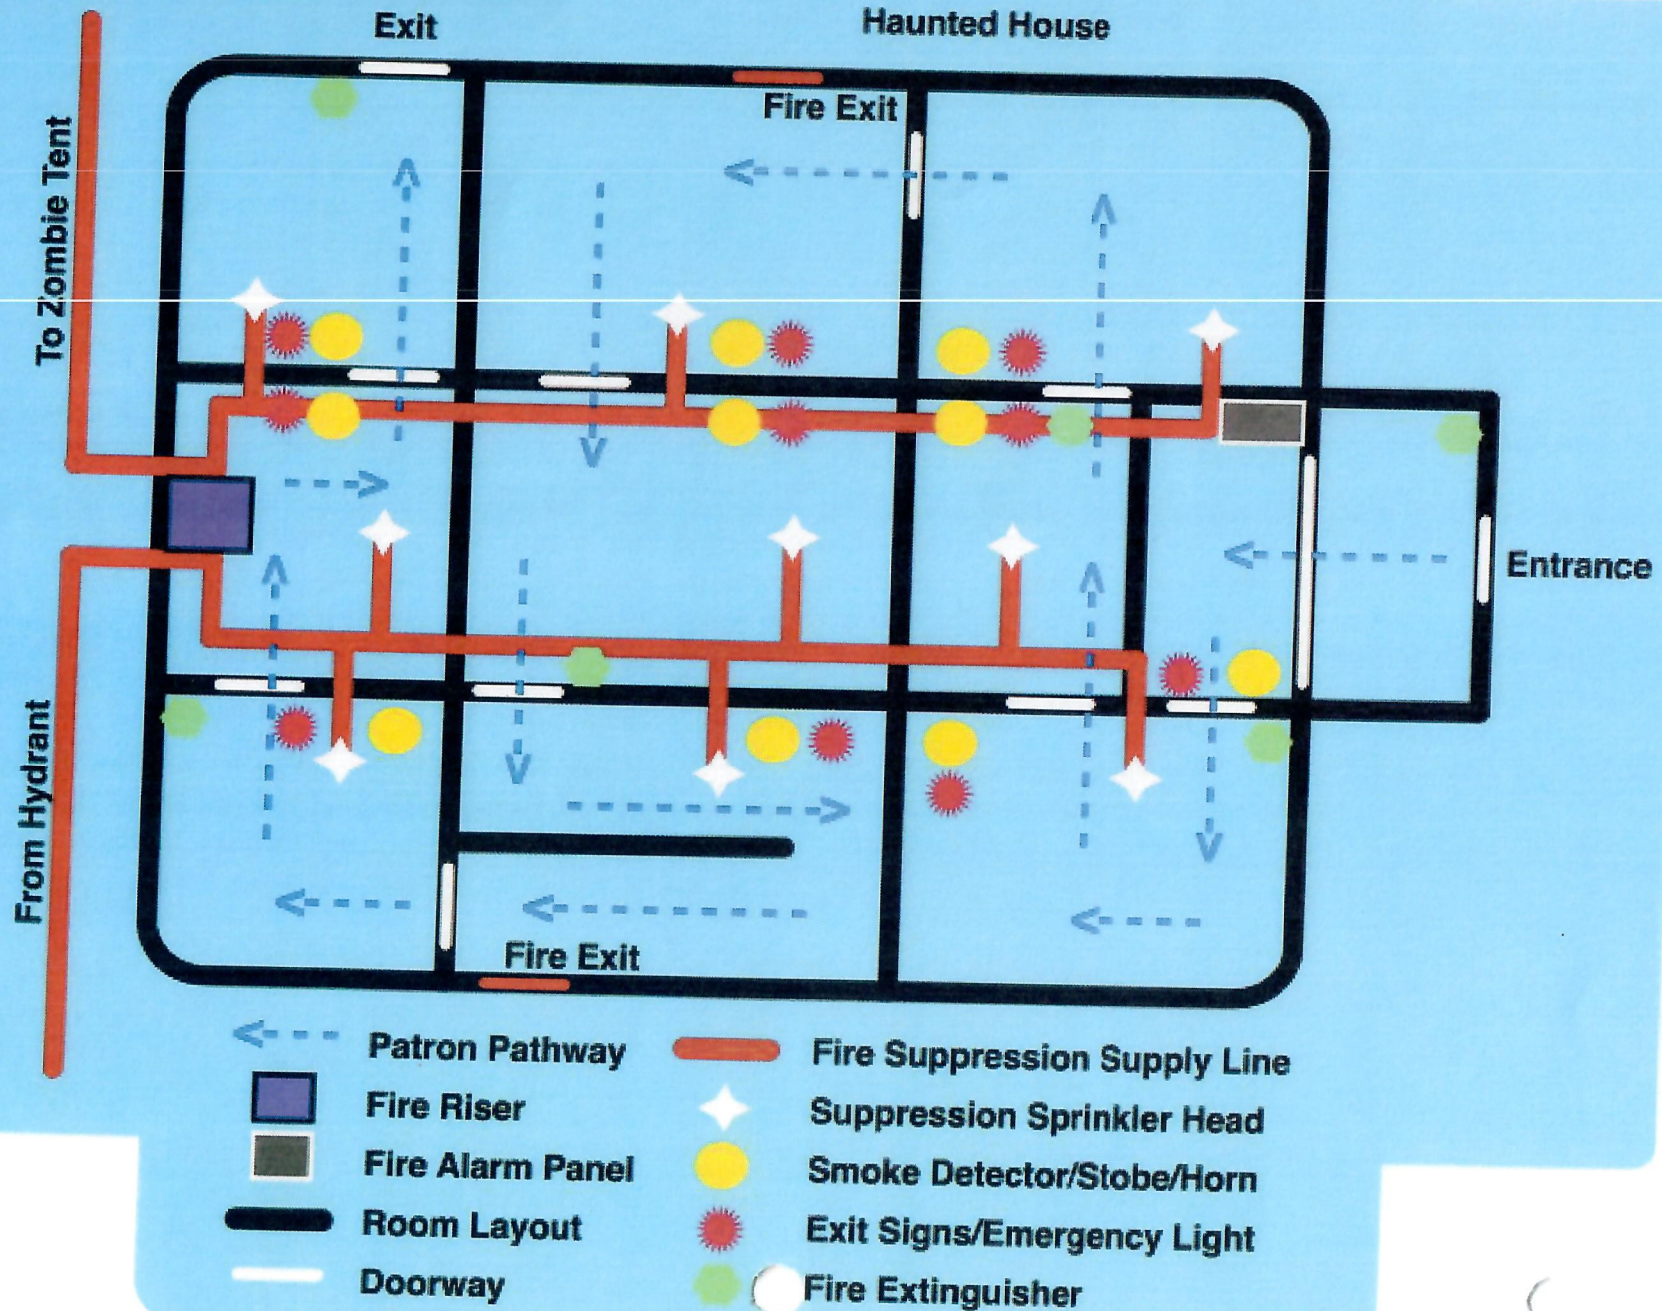 Exit
Haunted House
Fire Exit
To Zombie Tent
Entrance
From Hydrant
Fire Exit
Patron Pathway
Fire Suppression Supply Line
Fire Riser
Suppression Sprinkler Head
Fire Alarm Panel
Smoke Detector/Stobe/Horn
Room Layout
Exit Signs/Emergency Light
Doorway
Fire Extinguisher